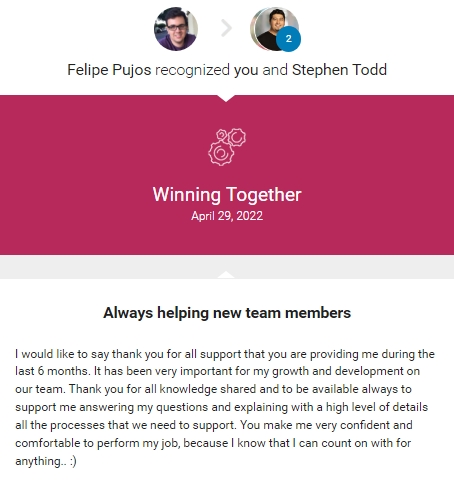 2
Felipe Pujos recognized you and Stephen Todd
Winning Together
April 29, 2022
Always helping new team members
I would like to say thank you for all support that you are providing me during the
last 6 months. It has been very important for my growth and development on
our team. Thank you for all knowledge shared and to be available always to
support me answering my questions and explaining with a high level of details
all the processes that we need to support. You make me very confident and
comfortable to perform my job, because I know that I can count on with for
anything.. :)